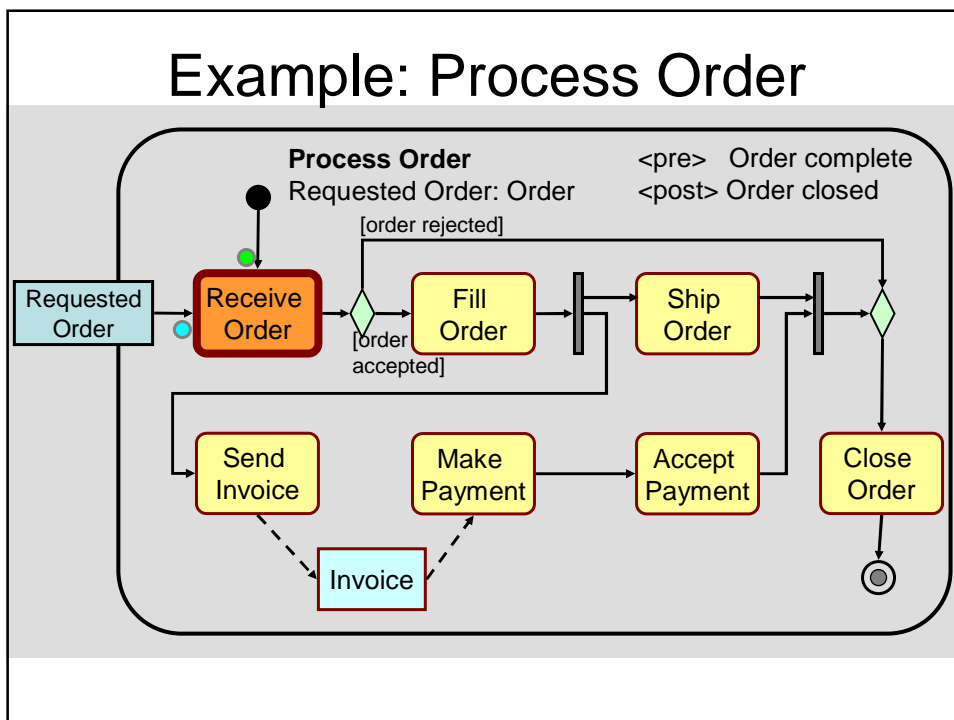 Example: Process Order
Process Order
Requested Order: Order
<pre> Order complete
<post> Order closed
[order rejected]
Requested
Order
Receive
Order
Fill
Order
Ship
Order
[order
accepted]
Send
Invoice
Make
Payment
Accept
Payment
Close
Order
Invoice